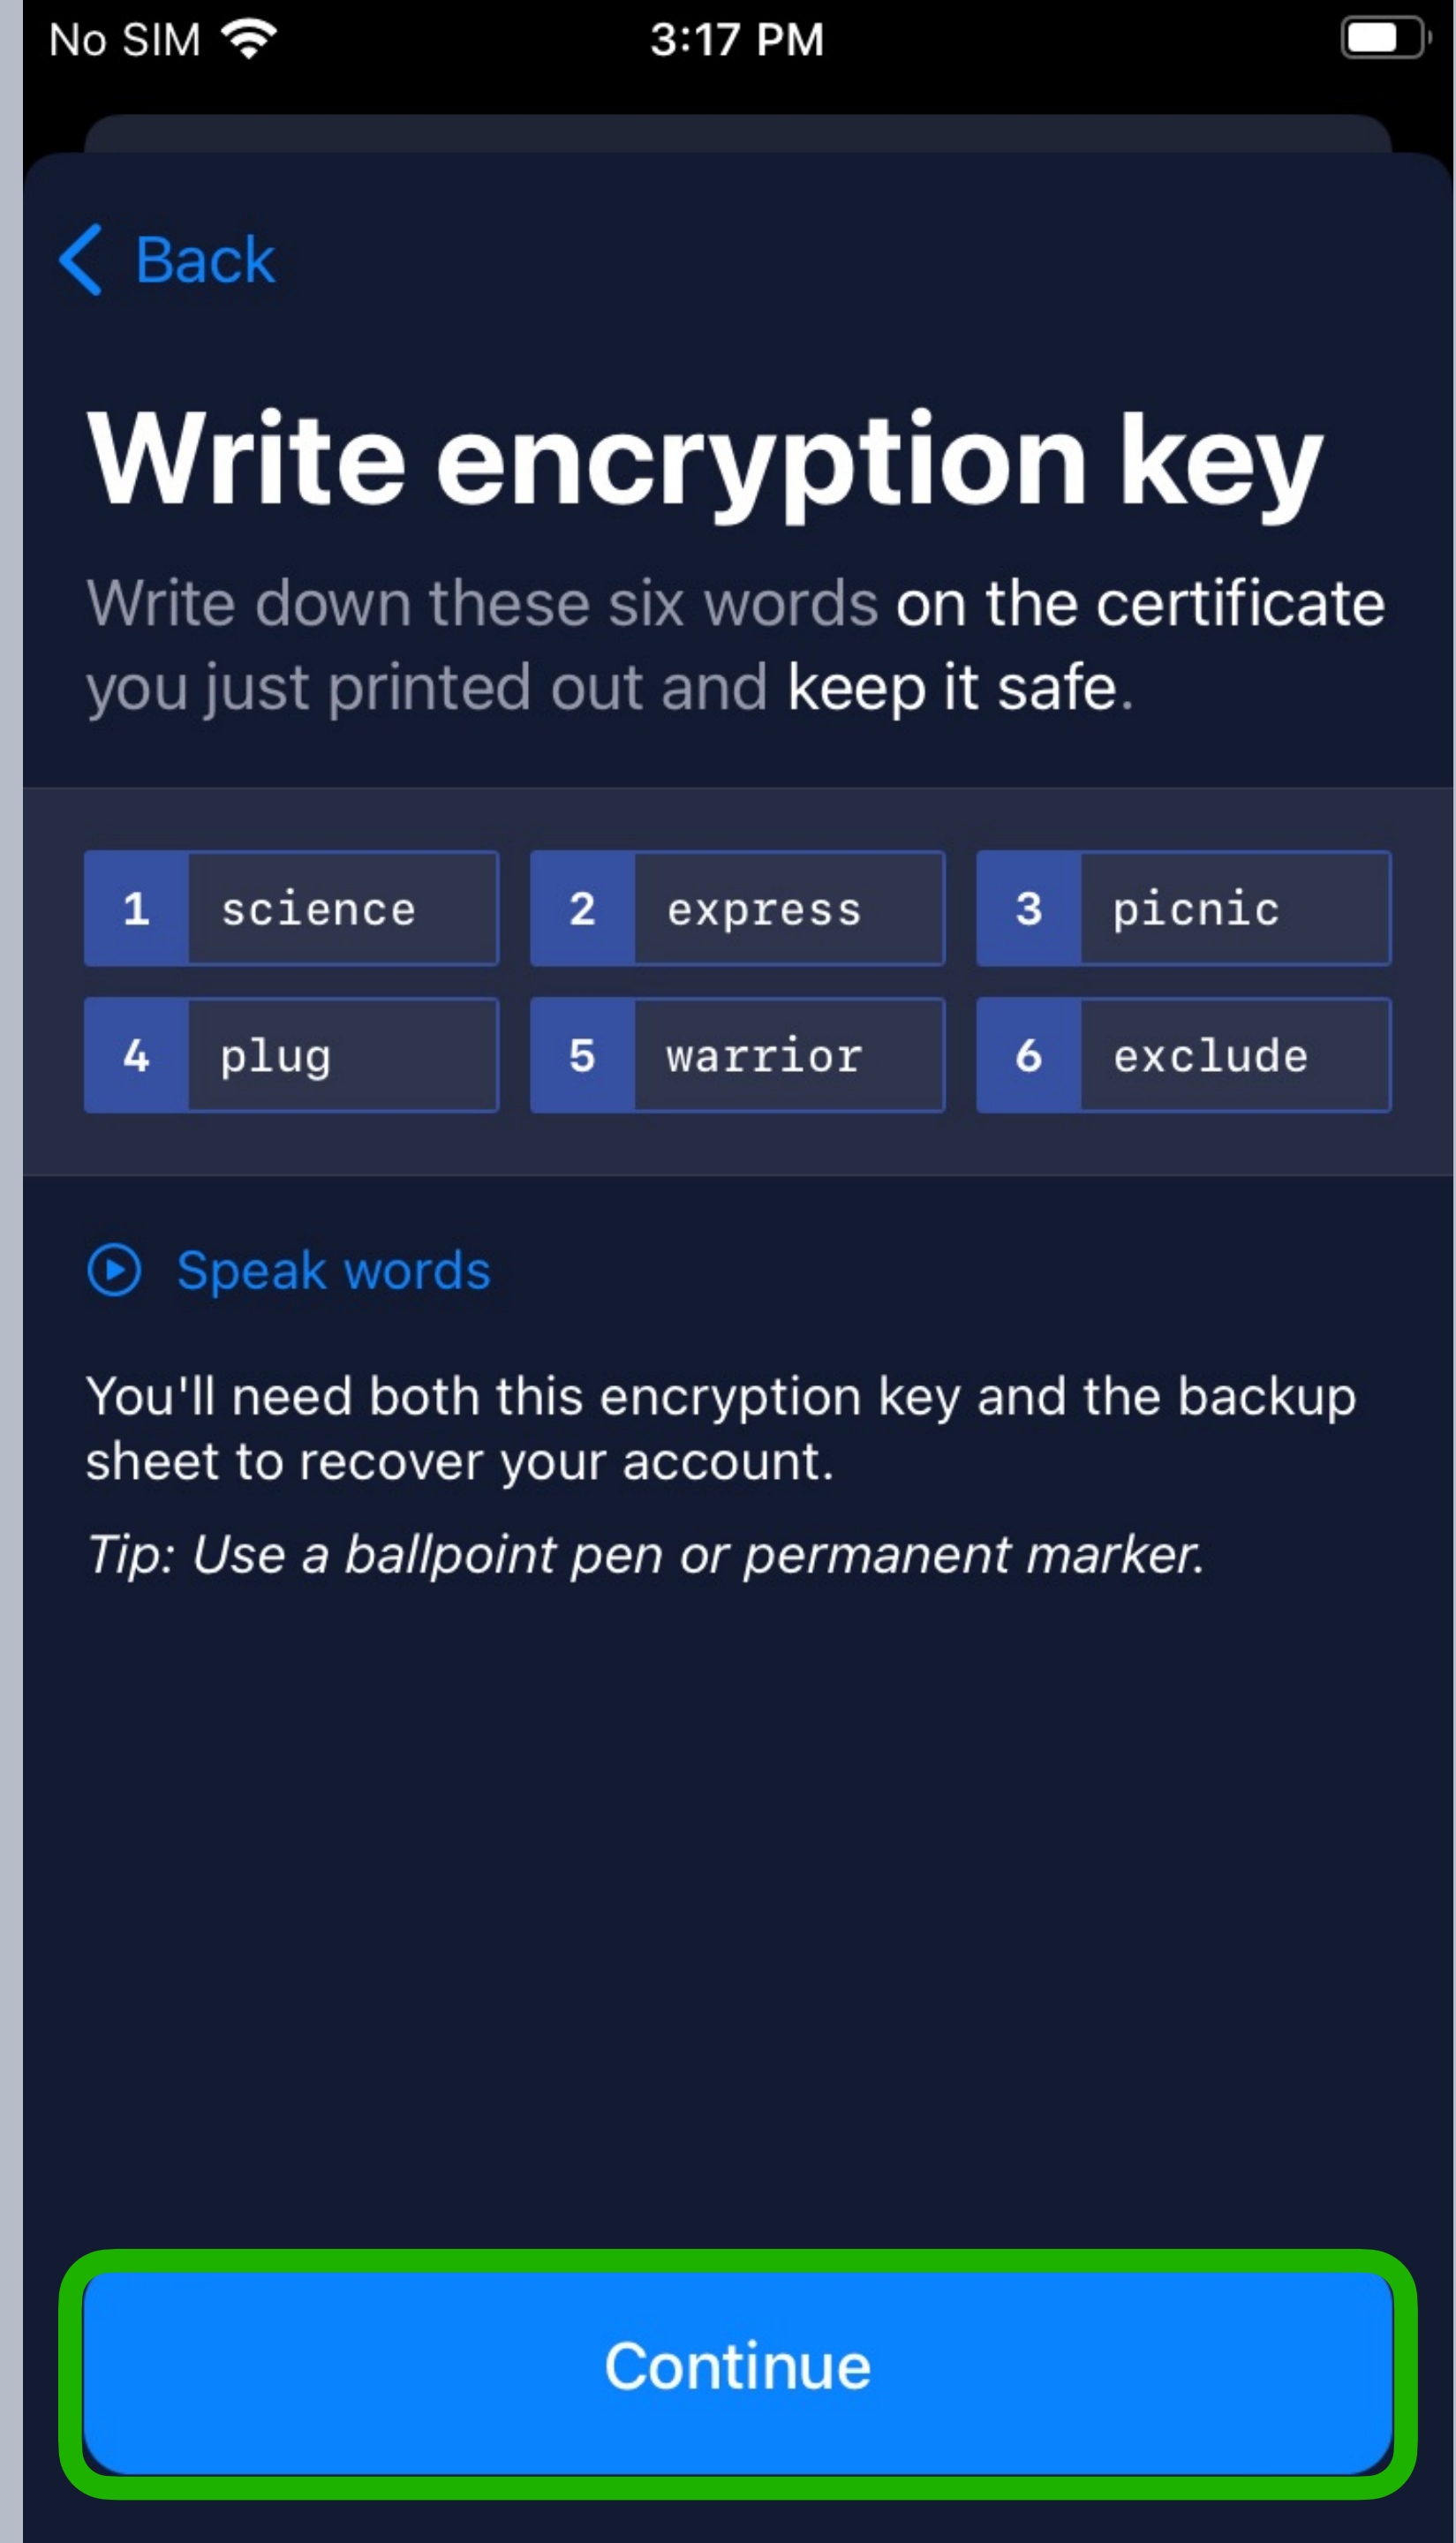 No SIM 3:17 PM
Back
Write encryption key
Write down these six words on the certificate
you just printed out and keep it safe.
1 science 2 express 3 picnic
4 plug 5 warrior 6 exclude
Speak words
You'll need both this encryption key and the backup
sheet to recover your account.
Tip: Use a ballpoint pen or permanent marker.
Continue